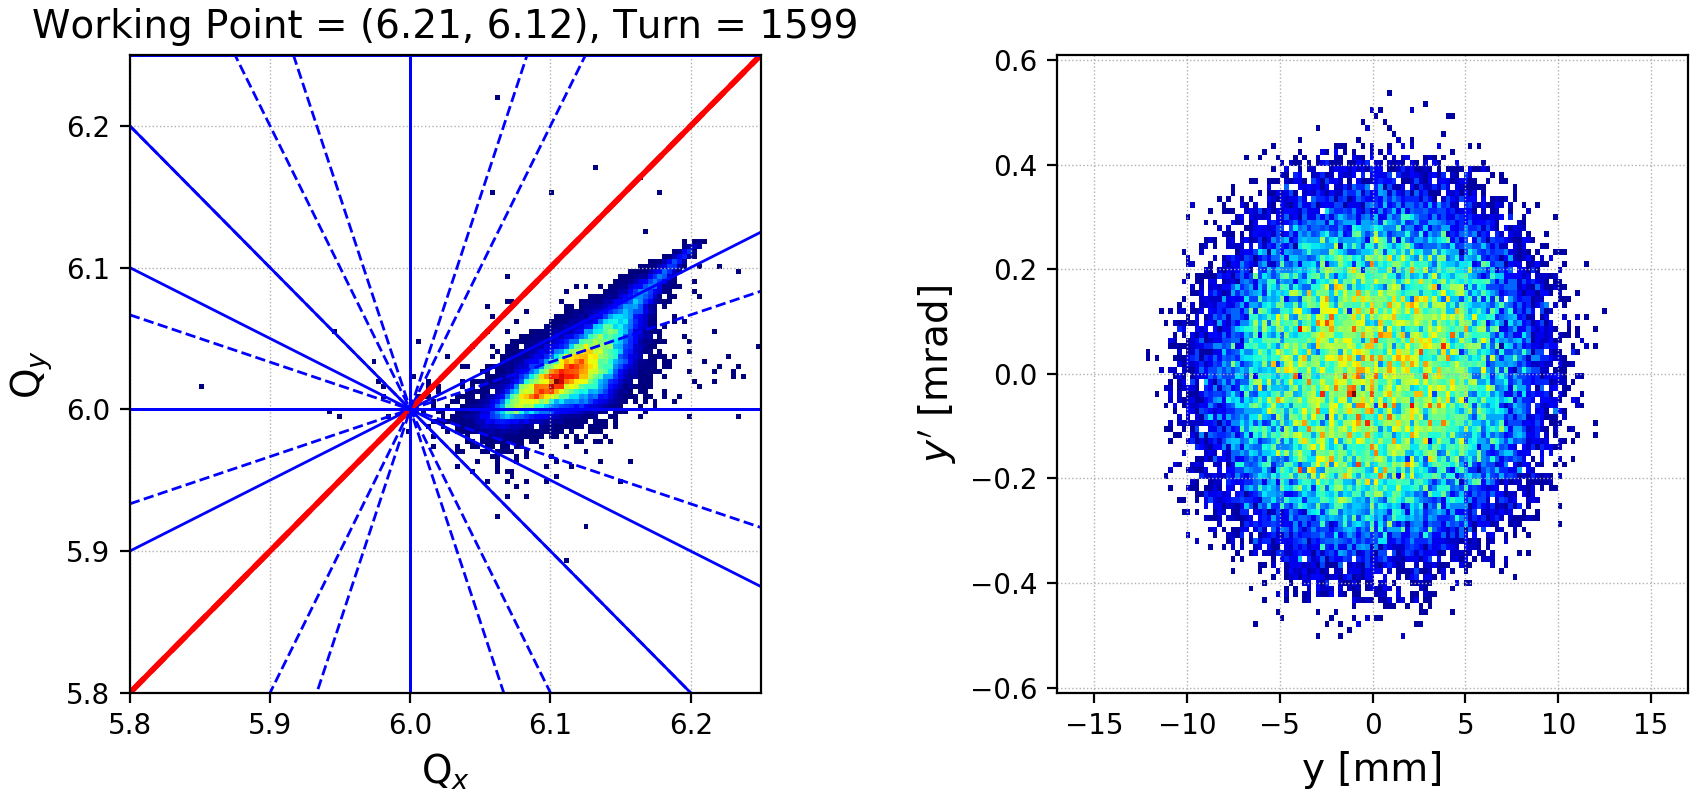 Working Point = (6.21, 6.12), Turn = 1599
6.2
6.1
6.0
5.9
5.8
Qy
5.8 5.9 6.0 6.1 6.2
Qx
0.6
0.4
0.2
0.0
−0.2
−0.4
−0.6
y′ [mrad]
−15 −10 −5 0 5 10 15
y [mm]